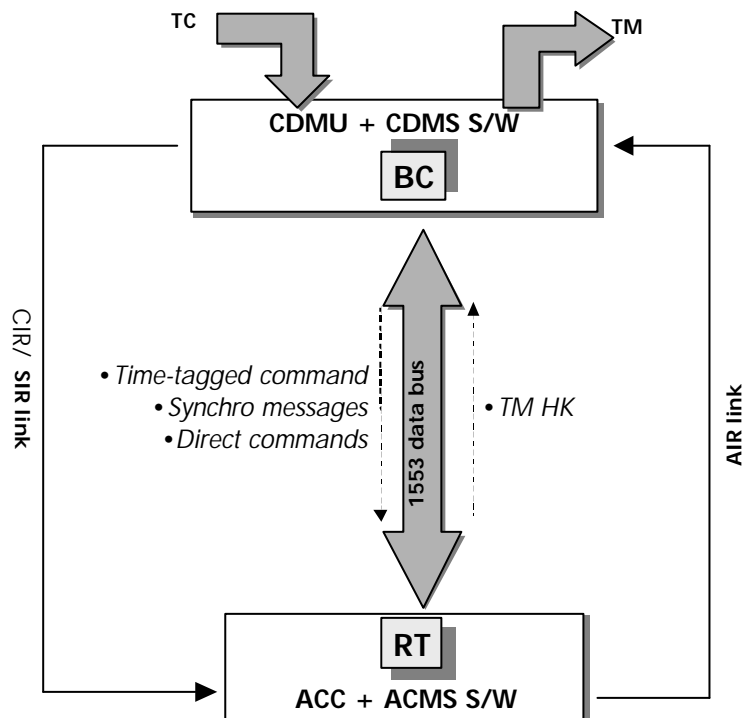 TC
TM
CDMU + CDMS S/W
BC
CIR/ SIR link
• Time-tagged command
• Synchro messages
• Direct commands
1553 data bus
• TM HK
AIR link
RT
ACC + ACMS S/W